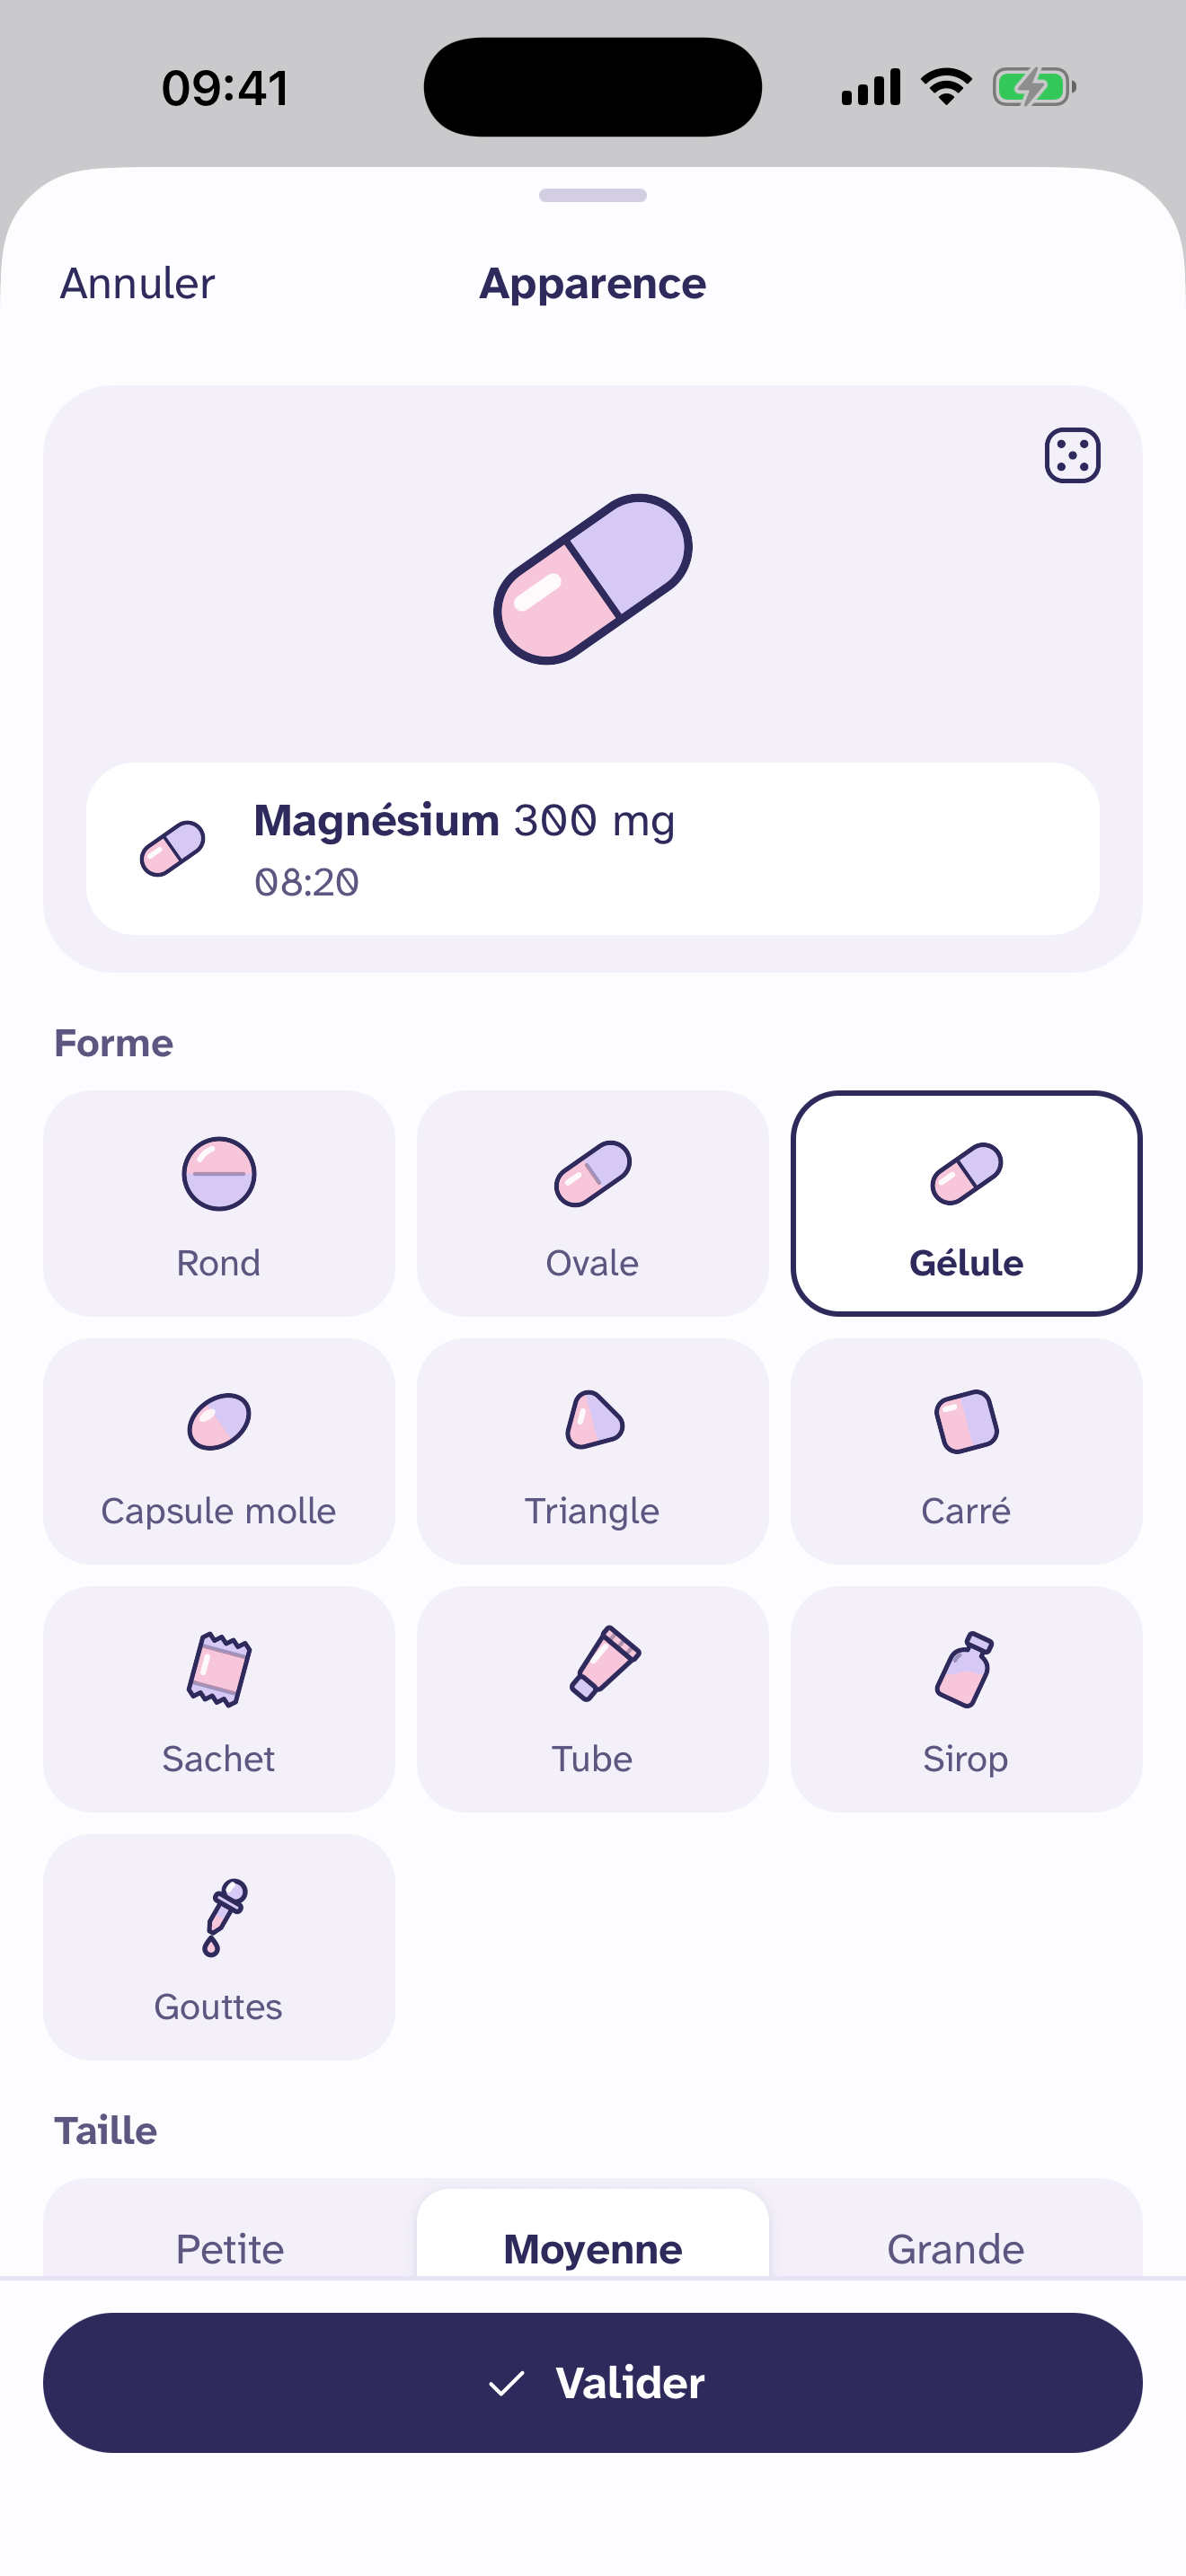 09:41
Annuler
Apparence
Magnésium 300 mg
08:20
Forme
Rond
Ovale
Gélule
Capsule molle
Triangle
Carré
Sachet
Tube
Sirop
Gouttes
Taille
Petite
Moyenne
Grande
Valider